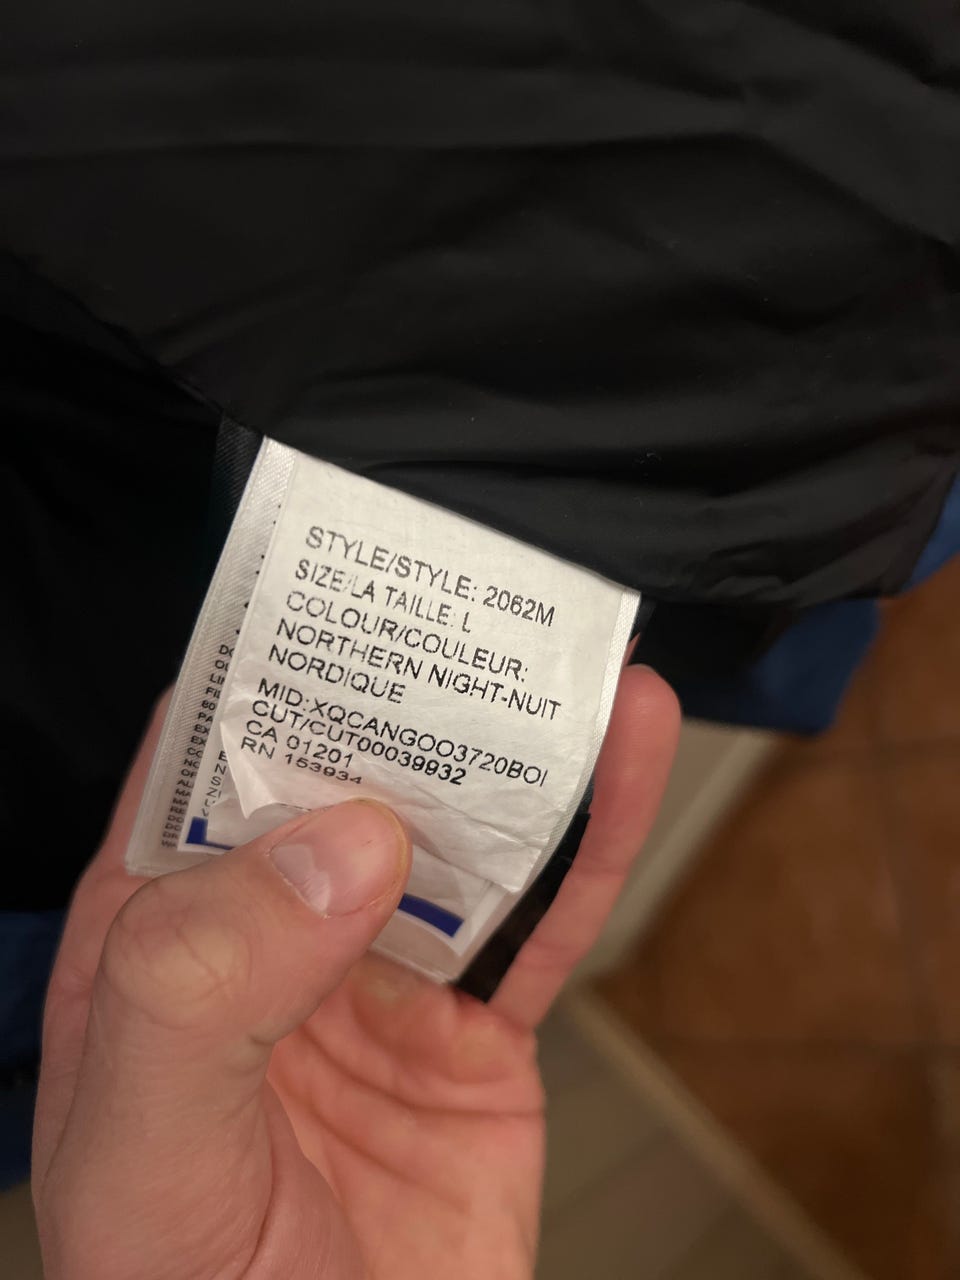 STYLE/STYLE: 2062M
SIZE/LA TAILLE: L
COLOUR/COULEUR:
NORTHERN NIGHT-NUIT
NORDIQUE
MID:XQCANGOO3720BOI
CUT/CUT00039932
CA 01201
RN 153934